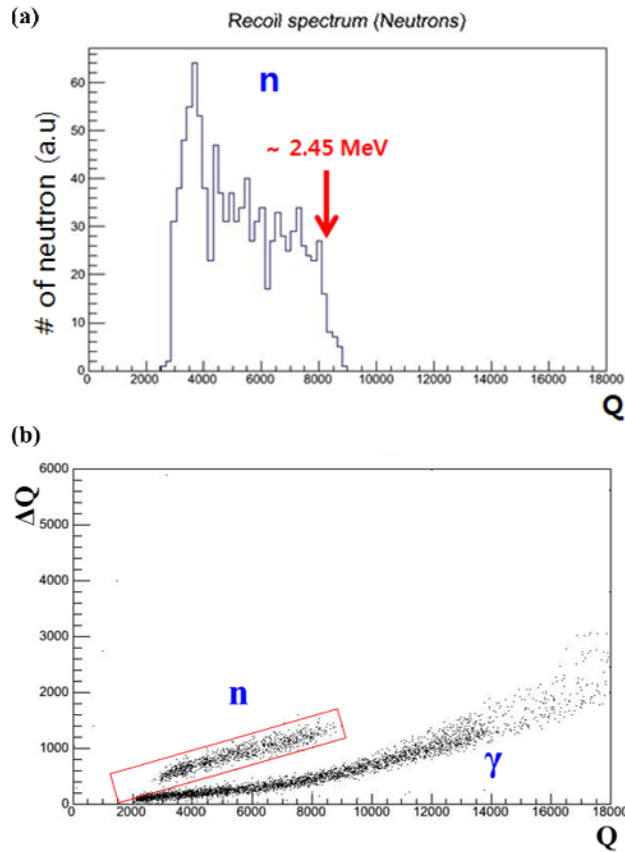 (a)
Recoil spectrum (Neutrons)
# of neutron (a.u)
60
50
40
30
20
10
0
n
~ 2.45 MeV
0 2000 4000 6000 8000 10000 12000 14000 16000 18000
Q
(b)
ΔQ
6000
5000
4000
3000
2000
1000
0
n
γ
0 2000 4000 6000 8000 10000 12000 14000 16000 18000
Q